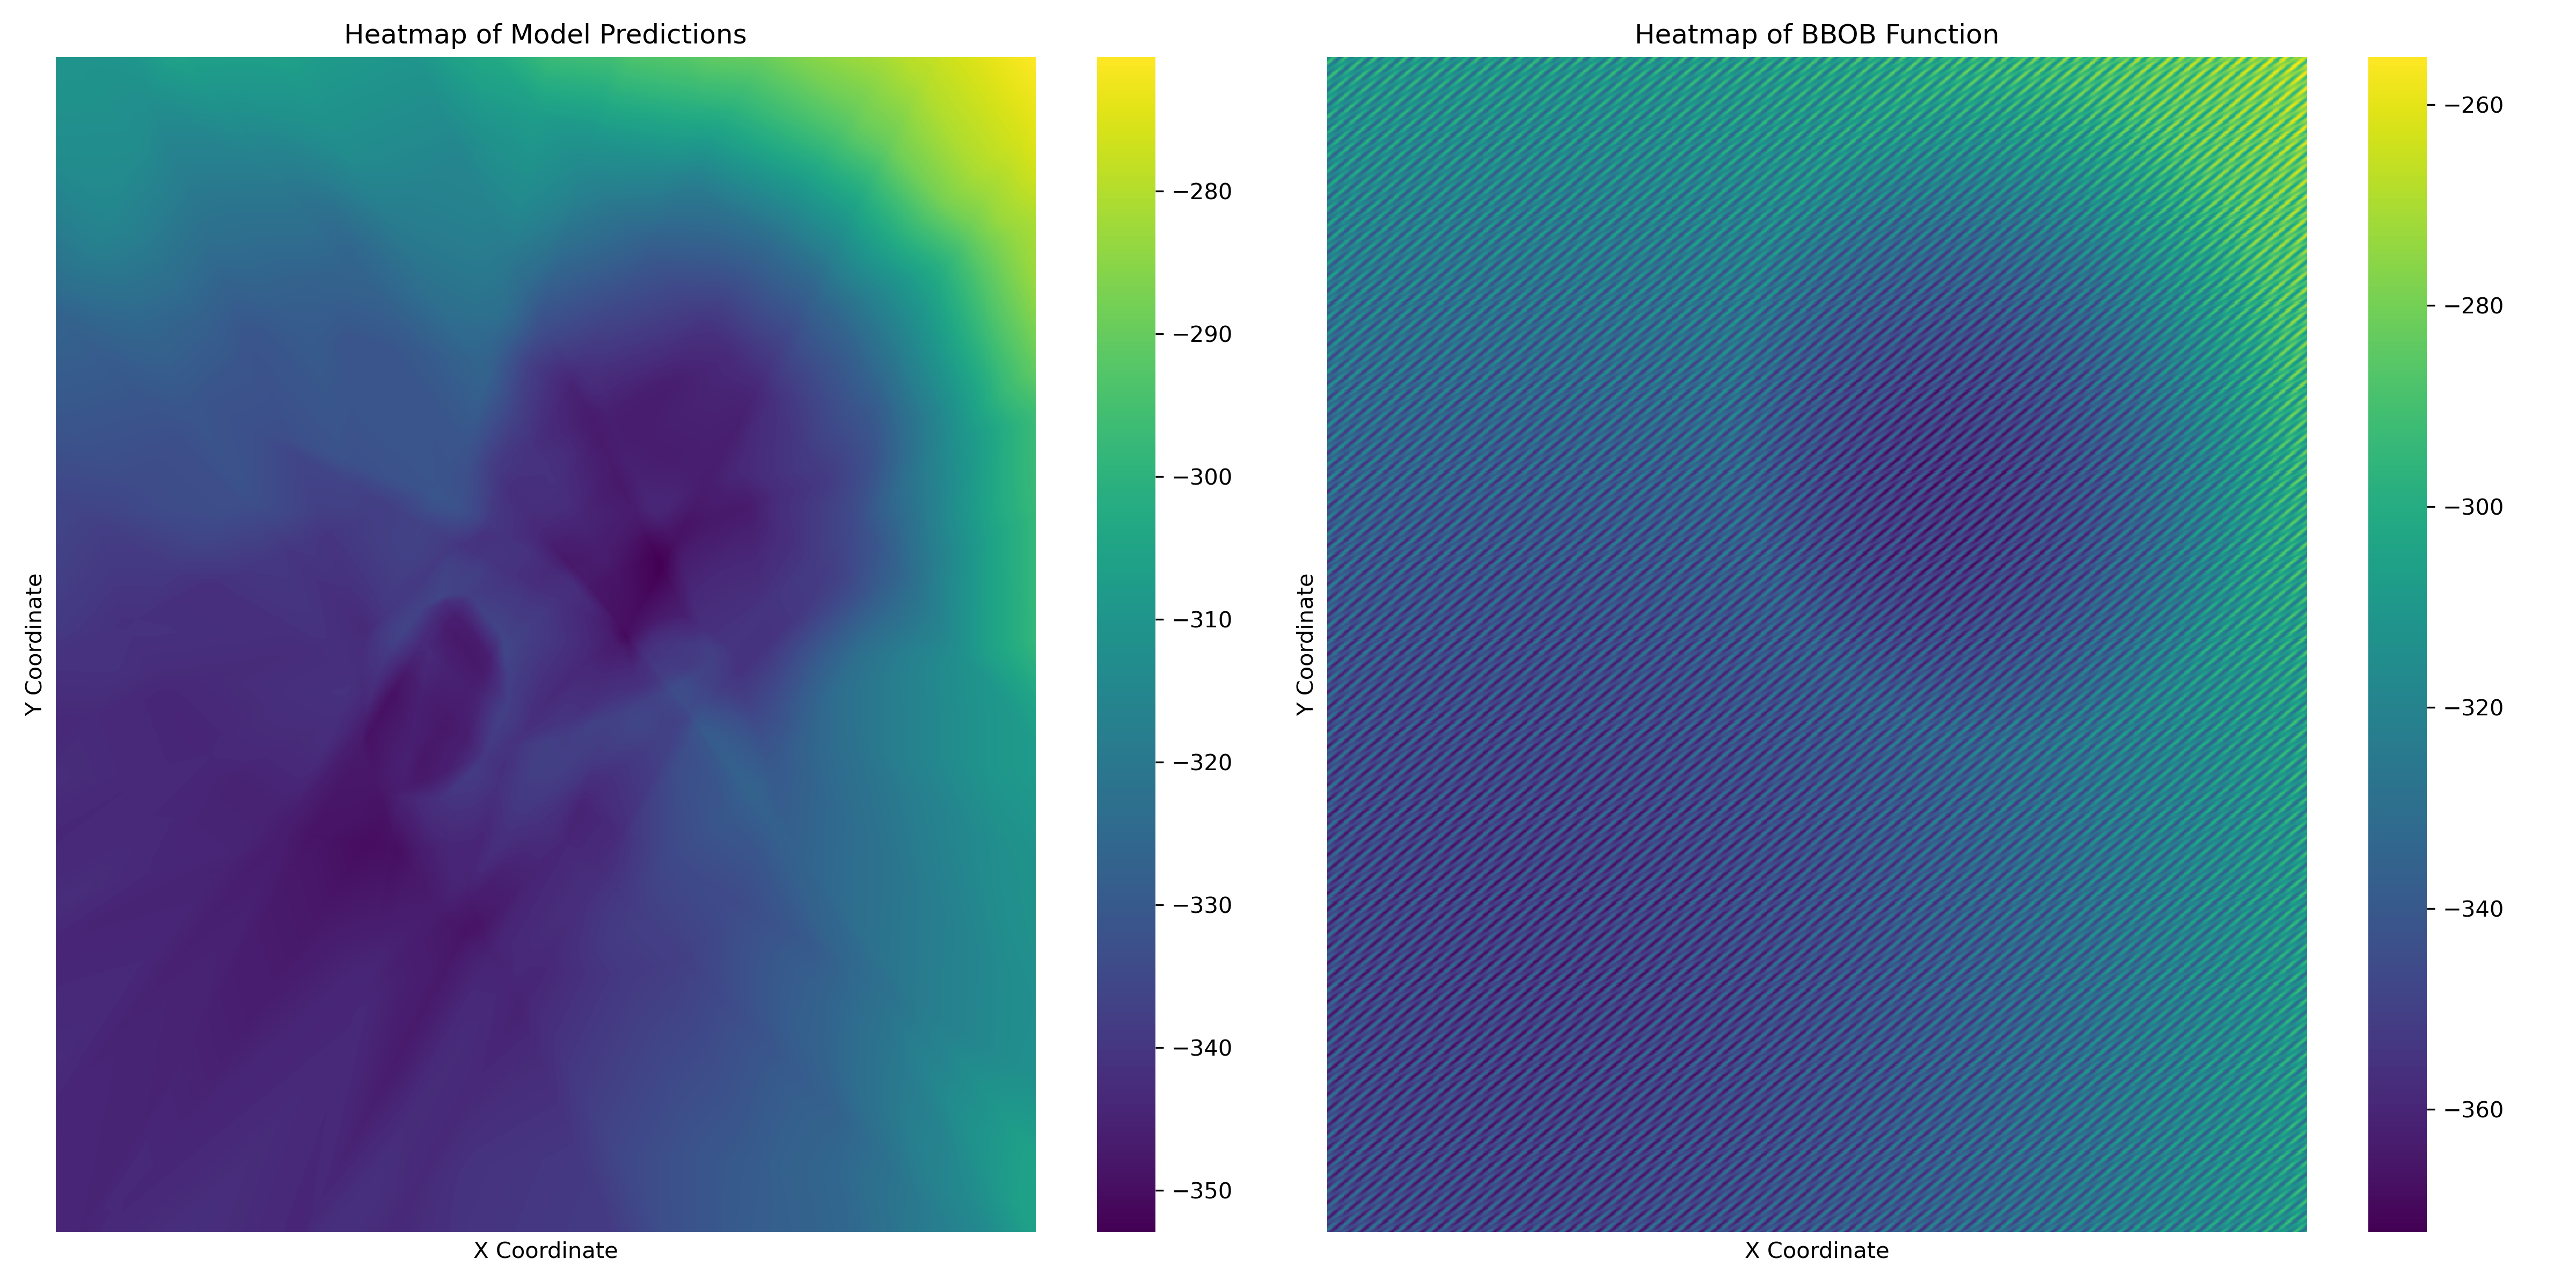 Heatmap of Model Predictions
Y Coordinate
X Coordinate
−280
−290
−300
−310
−320
−330
−340
−350
Heatmap of BBOB Function
Y Coordinate
X Coordinate
−260
−280
−300
−320
−340
−360